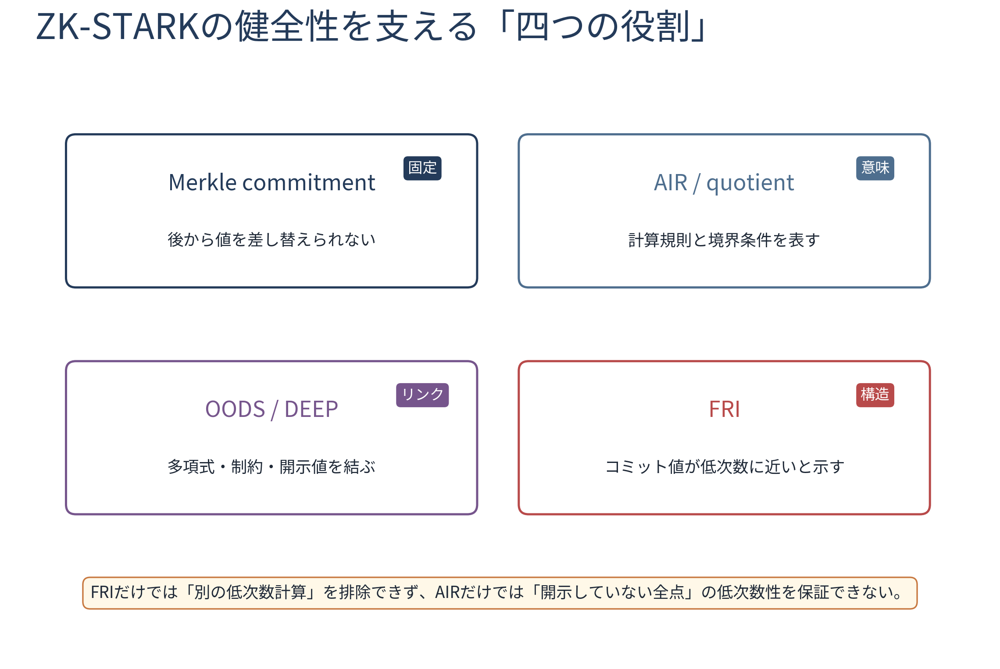 ZK-STARKの健全性を支える「四つの役割」
固定
Merkle commitment
後から値を差し替えられない
意味
AIR / quotient
計算規則と境界条件を表す
リンク
OODS / DEEP
多項式・制約・開示値を結ぶ
構造
FRI
コミット値が低次数に近いと示す
FRIだけでは「別の低次数計算」を排除できず、AIRだけでは「開示していない全点」の低次数性を保証できない。